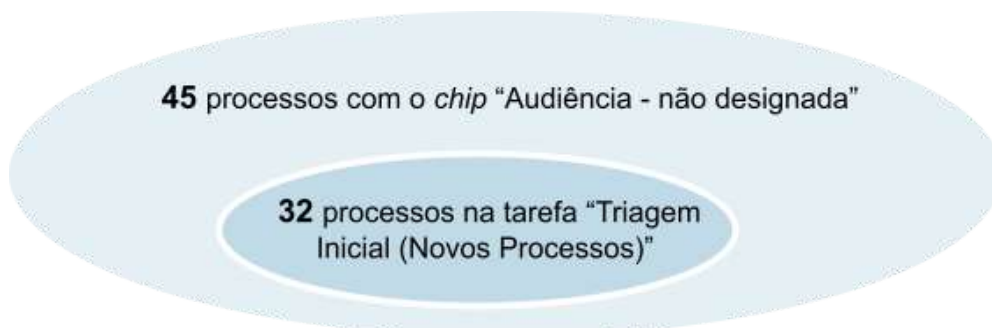 45 processos com o chip “Audiência - não designada”
32 processos na tarefa “Triagem
Inicial (Novos Processos)”